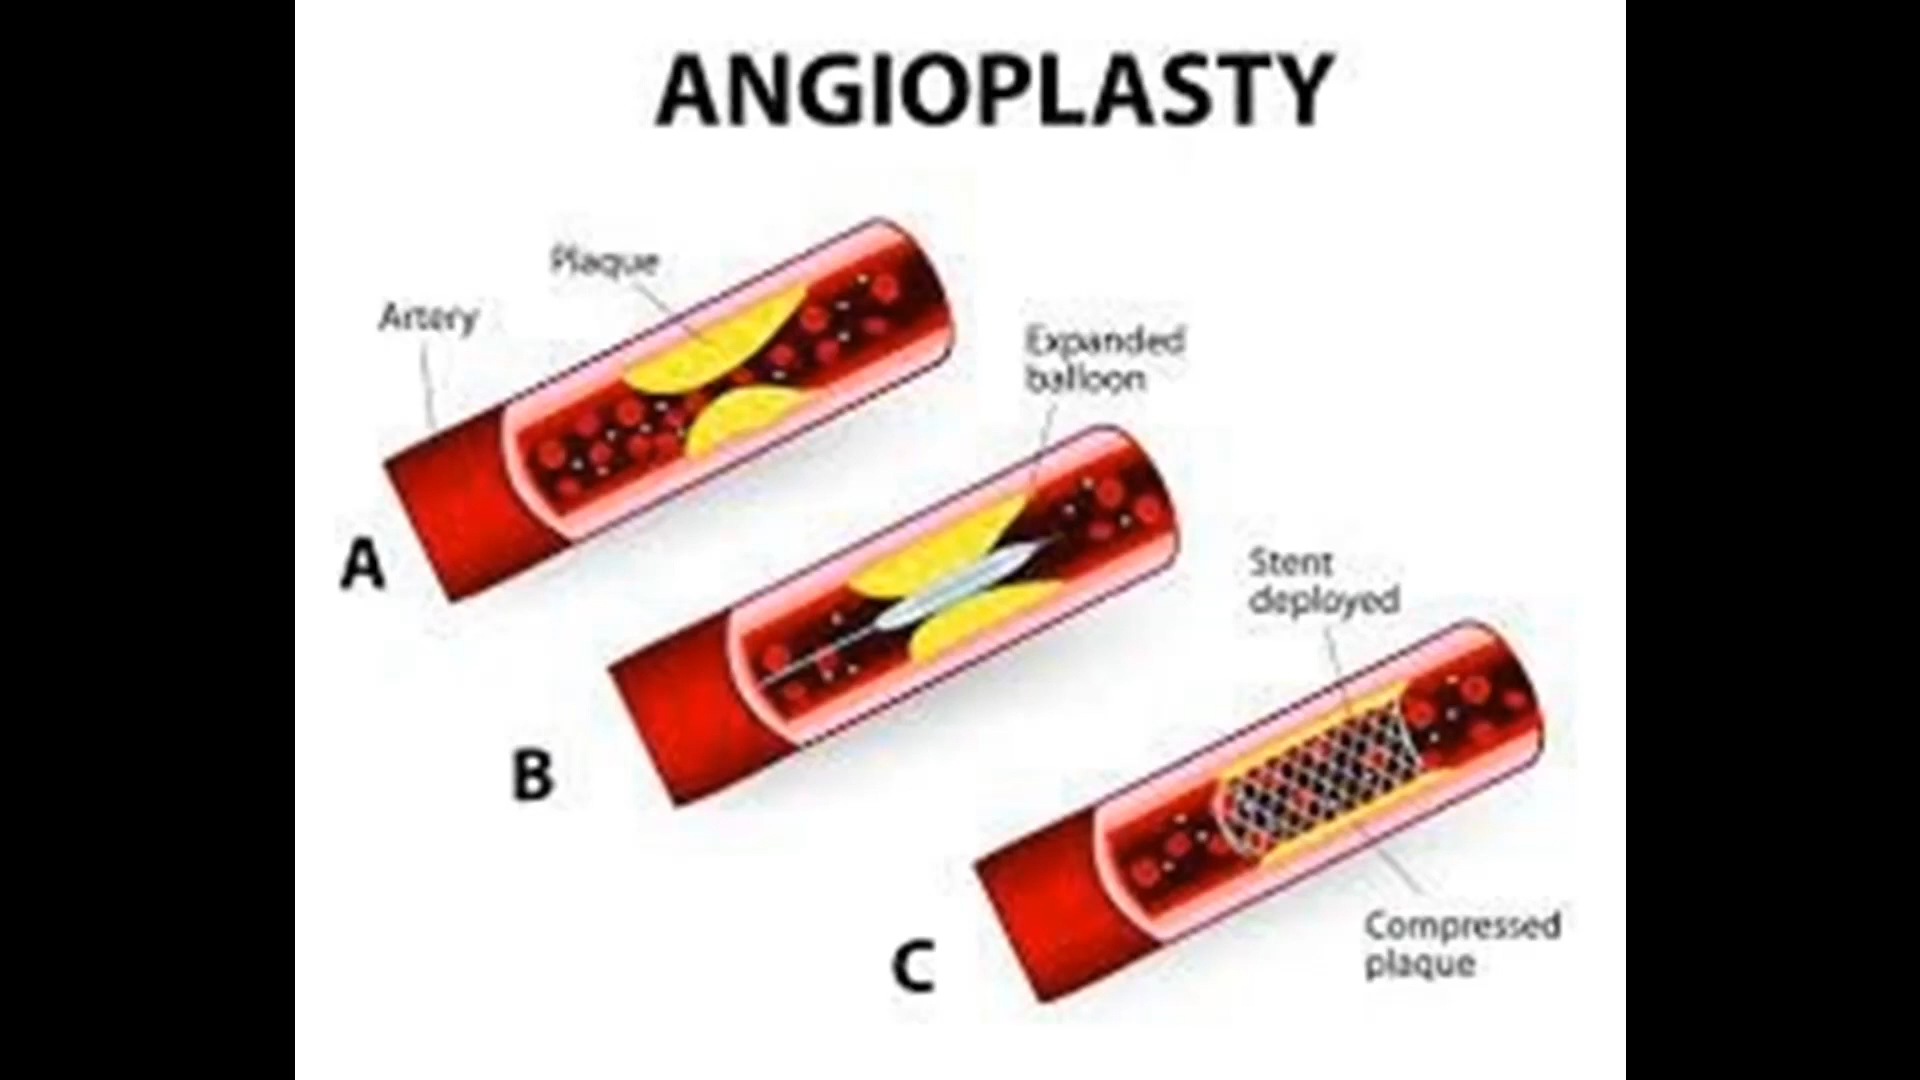 ANGIOPLASTY
Plaque
Artery
Expanded
balloon
A
Stent
deployed
B
Compressed
plaque
C